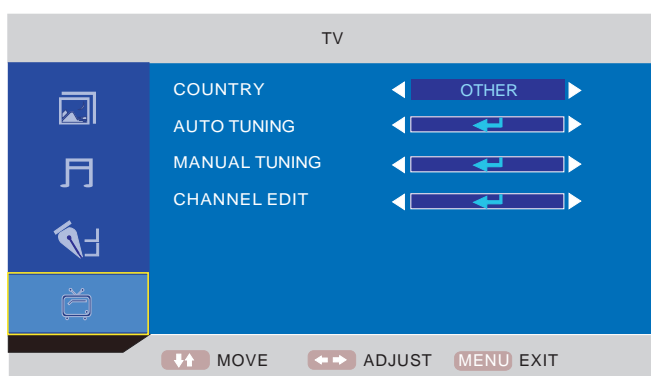 TV
COUNTRY OTHER
AUTO TUNING
MANUAL TUNING
CHANNEL EDIT
MOVE ADJUST MENU EXIT